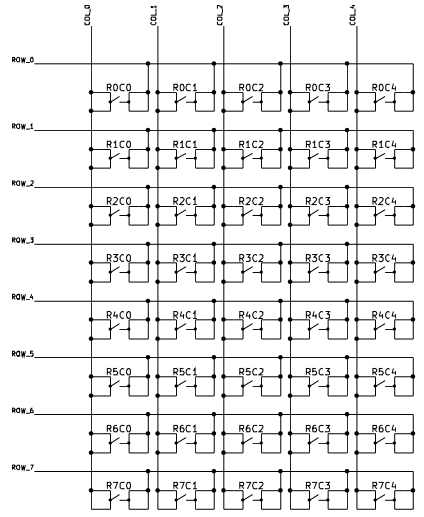 COL_0 COL_1 COL_2 COL_3 COL_4
ROW_0
R0C0 R0C1 R0C2 R0C3 R0C4
ROW_1
R1C0 R1C1 R1C2 R1C3 R1C4
ROW_2
R2C0 R2C1 R2C2 R2C3 R2C4
ROW_3
R3C0 R3C1 R3C2 R3C3 R3C4
ROW_4
R4C0 R4C1 R4C2 R4C3 R4C4
ROW_5
R5C0 R5C1 R5C2 R5C3 R5C4
ROW_6
R6C0 R6C1 R6C2 R6C3 R6C4
ROW_7
R7C0 R7C1 R7C2 R7C3 R7C4